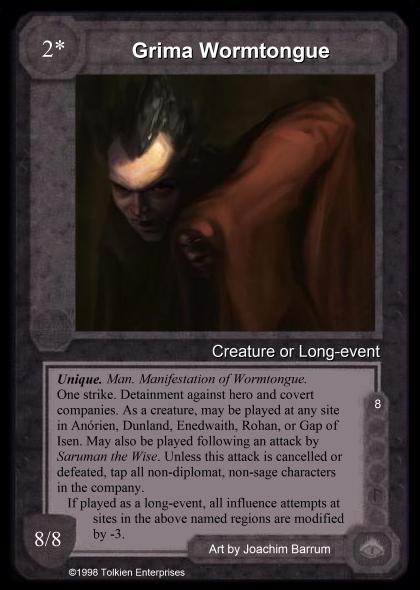 2*
Grima Wormtongue
Creature or Long-event
Unique. Man. Manifestation of Wormtongue.
One strike. Detainment against hero and covert
companies. As a creature, may be played at any site
in Anórien, Dunland, Enedwaith, Rohan, or Gap of
Isen. May also be played following an attack by
Saruman the Wise. Unless this attack is cancelled or
defeated, tap all non-diplomat, non-sage characters
in the company.
If played as a long-event, all influence attempts at
sites in the above named regions are modified
by -3.
8
8/8
Art by Joachim Barrum
©1998 Tolkien Enterprises